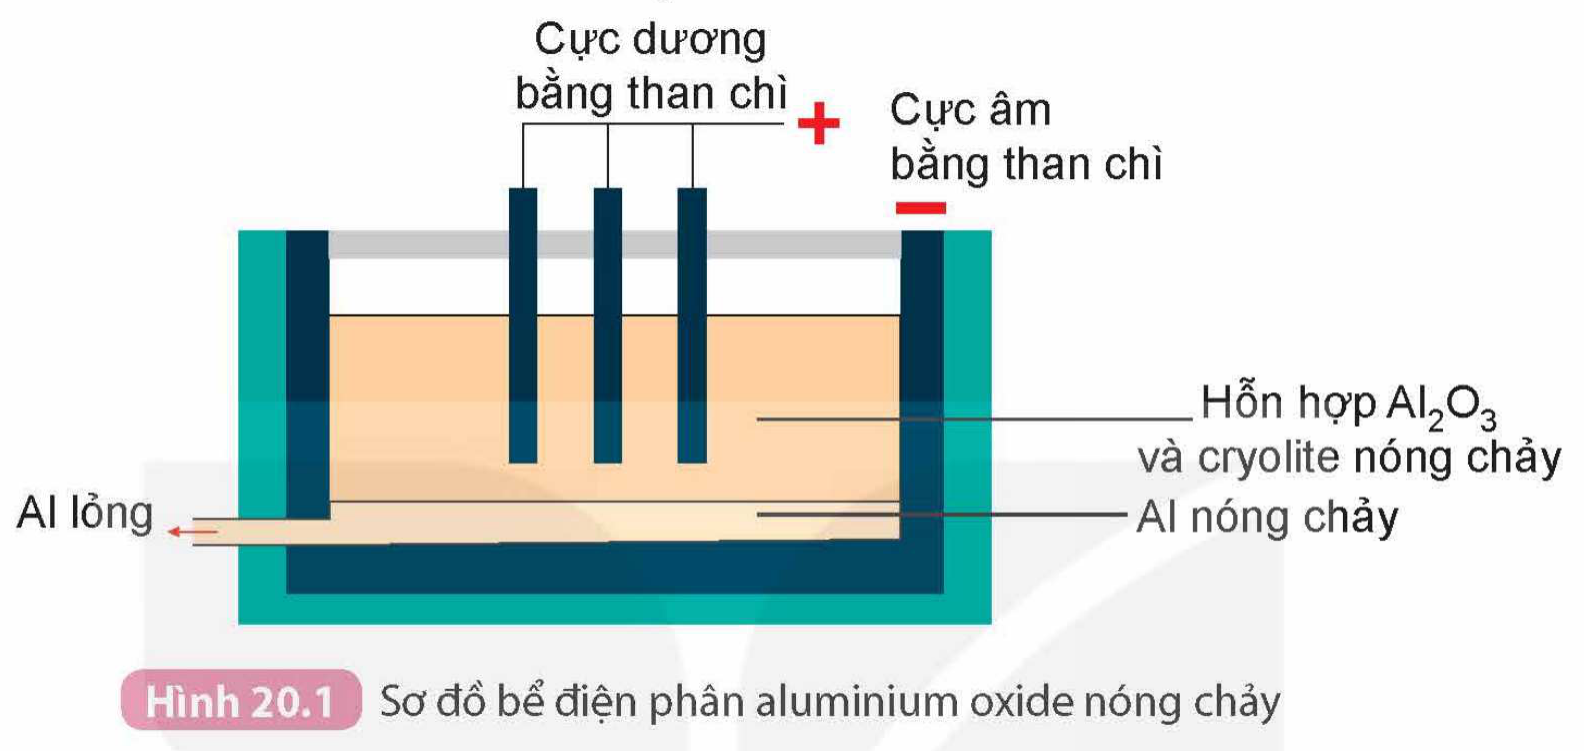 Cực dương
bằng than chì
+
Cực âm
bằng than chì
−
Hỗn hợp Al₂O₃
và cryolite nóng chảy
Al lỏng
Al nóng chảy
Hình 20.1 Sơ đồ bể điện phân aluminium oxide nóng chảy